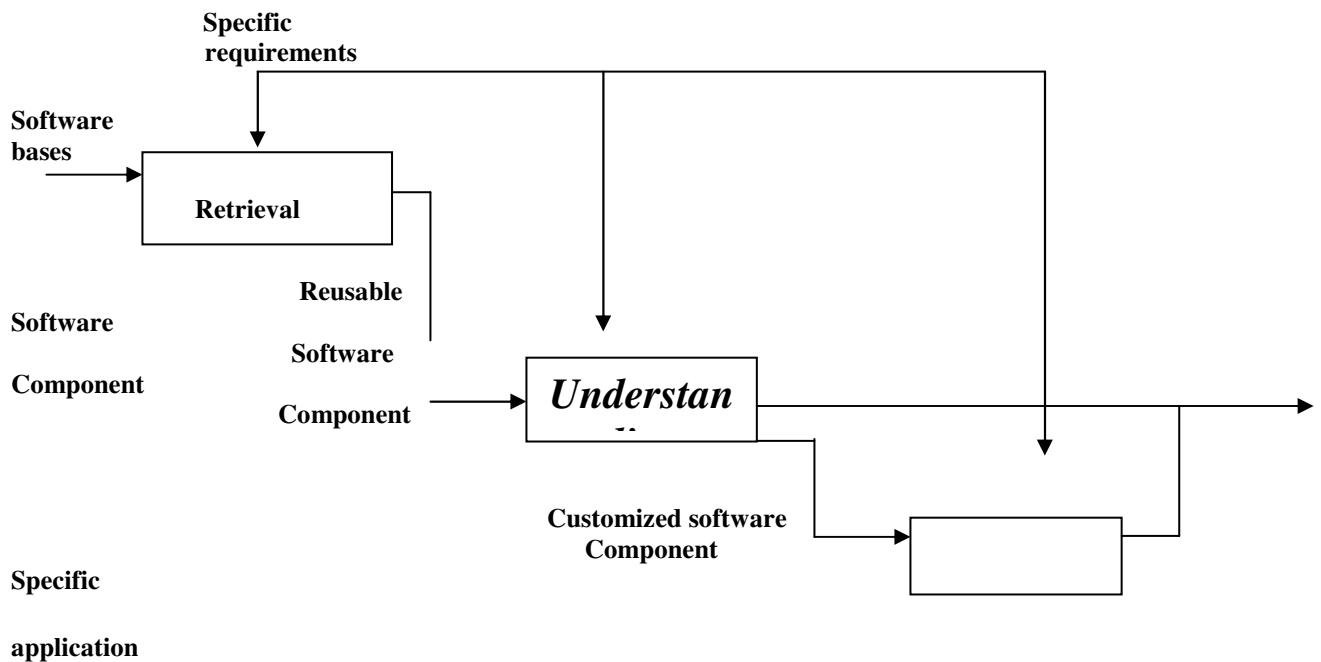 Specific
requirements
Software
bases
Retrieval
Reusable
Software
Software
Component
Component
Understan
Customized software
Component
Specific
application